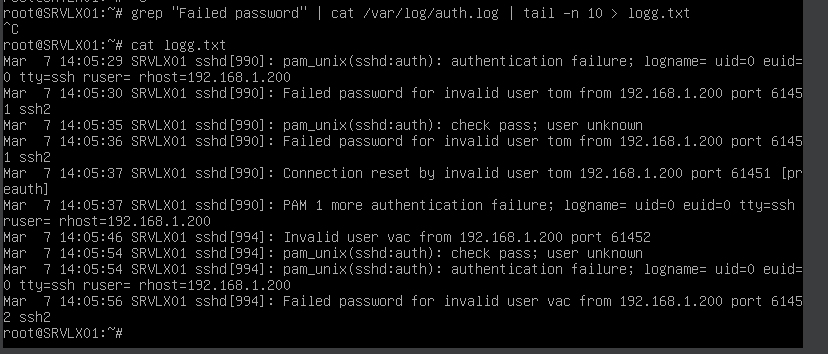 root@SRVLX01:~# grep "Failed password" | cat /var/log/auth.log | tail -n 10 > logg.txt
^C
root@SRVLX01:~# cat logg.txt
Mar  7 14:05:29 SRVLX01 sshd[990]: pam_unix(sshd:auth): authentication failure; logname= uid=0 euid=
0 tty=ssh ruser= rhost=192.168.1.200
Mar  7 14:05:30 SRVLX01 sshd[990]: Failed password for invalid user tom from 192.168.1.200 port 6145
1 ssh2
Mar  7 14:05:35 SRVLX01 sshd[990]: pam_unix(sshd:auth): check pass; user unknown
Mar  7 14:05:36 SRVLX01 sshd[990]: Failed password for invalid user tom from 192.168.1.200 port 6145
1 ssh2
Mar  7 14:05:37 SRVLX01 sshd[990]: Connection reset by invalid user tom 192.168.1.200 port 61451 [pr
eauth]
Mar  7 14:05:37 SRVLX01 sshd[990]: PAM 1 more authentication failure; logname= uid=0 euid=0 tty=ssh
ruser= rhost=192.168.1.200
Mar  7 14:05:46 SRVLX01 sshd[994]: Invalid user vac from 192.168.1.200 port 61452
Mar  7 14:05:54 SRVLX01 sshd[994]: pam_unix(sshd:auth): check pass; user unknown
Mar  7 14:05:54 SRVLX01 sshd[994]: pam_unix(sshd:auth): authentication failure; logname= uid=0 euid=
0 tty=ssh ruser= rhost=192.168.1.200
Mar  7 14:05:56 SRVLX01 sshd[994]: Failed password for invalid user vac from 192.168.1.200 port 6145
2 ssh2
root@SRVLX01:~#